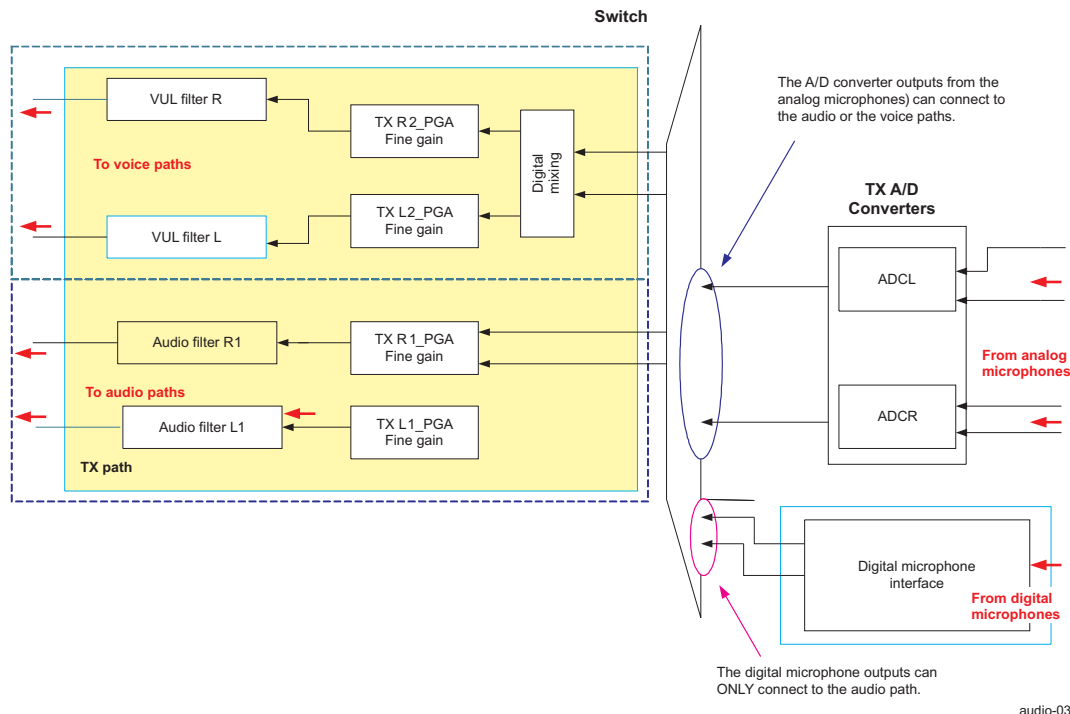 Switch
VUL filter R
TX R2_PGA
Fine gain
Digital
mixing
To voice paths
TX L2_PGA
Fine gain
VUL filter L
Audio filter R1
TX R1_PGA
Fine gain
To audio paths
Audio filter L1
TX L1_PGA
Fine gain
TX path
The A/D converter outputs from the
analog microphones) can connect to
the audio or the voice paths.
TX A/D
Converters
ADCL
From analog
microphones
ADCR
Digital microphone
interface
From digital
microphones
The digital microphone outputs can
ONLY connect to the audio path.
audio-03